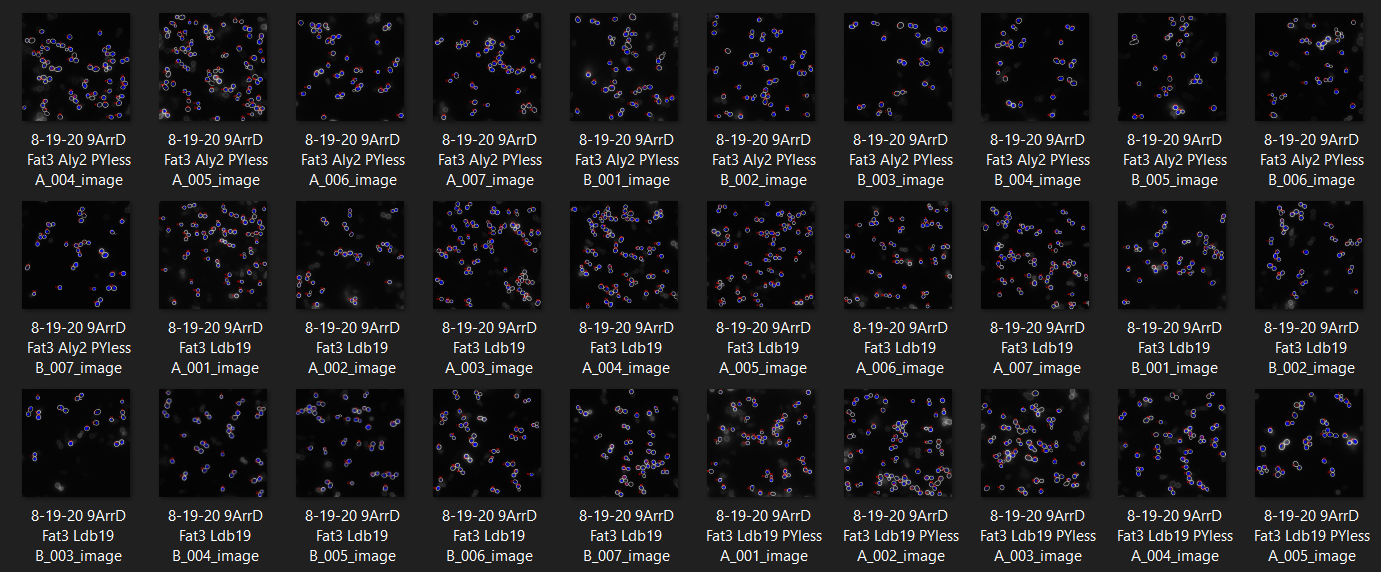 8-19-20 9ArrD
Fat3 Aly2 PYless
A_004_image
8-19-20 9ArrD
Fat3 Aly2 PYless
A_005_image
8-19-20 9ArrD
Fat3 Aly2 PYless
A_006_image
8-19-20 9ArrD
Fat3 Aly2 PYless
A_007_image
8-19-20 9ArrD
Fat3 Aly2 PYless
B_001_image
8-19-20 9ArrD
Fat3 Aly2 PYless
B_002_image
8-19-20 9ArrD
Fat3 Aly2 PYless
B_003_image
8-19-20 9ArrD
Fat3 Aly2 PYless
B_004_image
8-19-20 9ArrD
Fat3 Aly2 PYless
B_005_image
8-19-20 9ArrD
Fat3 Aly2 PYless
B_006_image
8-19-20 9ArrD
Fat3 Aly2 PYless
B_007_image
8-19-20 9ArrD
Fat3 Ldb19
A_001_image
8-19-20 9ArrD
Fat3 Ldb19
A_002_image
8-19-20 9ArrD
Fat3 Ldb19
A_003_image
8-19-20 9ArrD
Fat3 Ldb19
A_004_image
8-19-20 9ArrD
Fat3 Ldb19
A_005_image
8-19-20 9ArrD
Fat3 Ldb19
A_006_image
8-19-20 9ArrD
Fat3 Ldb19
A_007_image
8-19-20 9ArrD
Fat3 Ldb19
B_001_image
8-19-20 9ArrD
Fat3 Ldb19
B_002_image
8-19-20 9ArrD
Fat3 Ldb19
B_003_image
8-19-20 9ArrD
Fat3 Ldb19
B_004_image
8-19-20 9ArrD
Fat3 Ldb19
B_005_image
8-19-20 9ArrD
Fat3 Ldb19
B_006_image
8-19-20 9ArrD
Fat3 Ldb19
B_007_image
8-19-20 9ArrD
Fat3 Ldb19 PYless
A_001_image
8-19-20 9ArrD
Fat3 Ldb19 PYless
A_002_image
8-19-20 9ArrD
Fat3 Ldb19 PYless
A_003_image
8-19-20 9ArrD
Fat3 Ldb19 PYless
A_004_image
8-19-20 9ArrD
Fat3 Ldb19 PYless
A_005_image